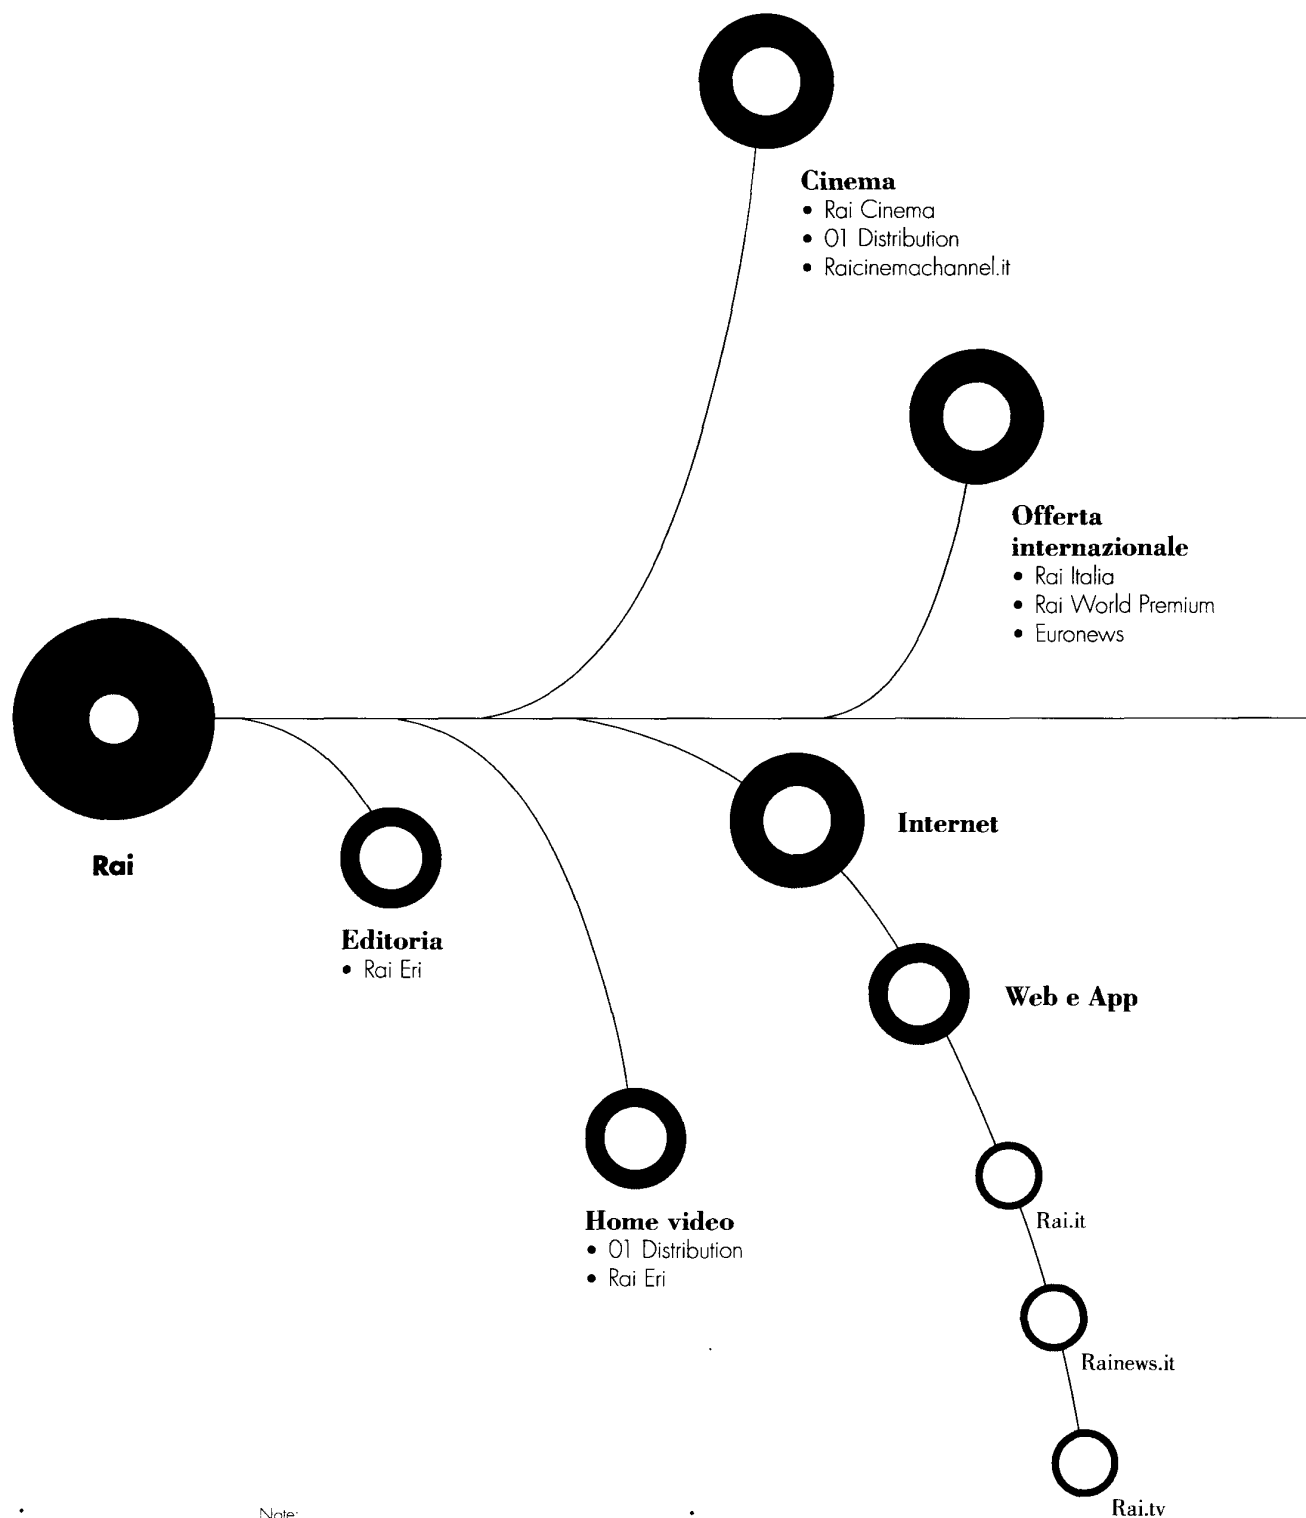 Cinema
• Rai Cinema
• 01 Distribution
• Raicinemachannel.it
Offerta
internazionale
• Rai Italia
• Rai World Premium
• Euronews
Rai
Editoria
• Rai Eri
Internet
Web e App
Home video
• 01 Distribution
• Rai Eri
Rai.it
Rainews.it
Rai.tv
Note: